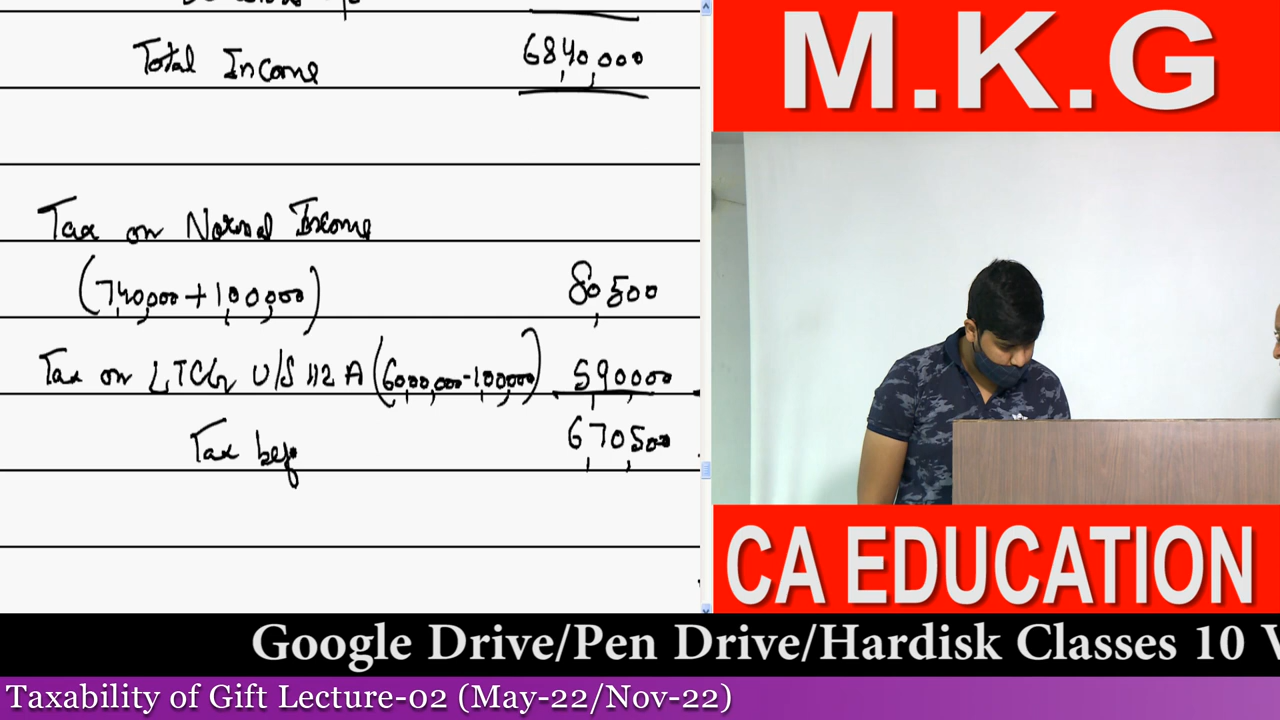 Total Income 6840,000
Tax on Normal Income
(740,000 + 100,000) 80,500
Tax on LTCG U/S 112 A (6000,000-100,000) 590000
Tax bef 670500
M.K.G
CA EDUCATION
Google Drive/Pen Drive/Hardisk Classes 10
Taxability of Gift Lecture-02 (May-22/Nov-22)